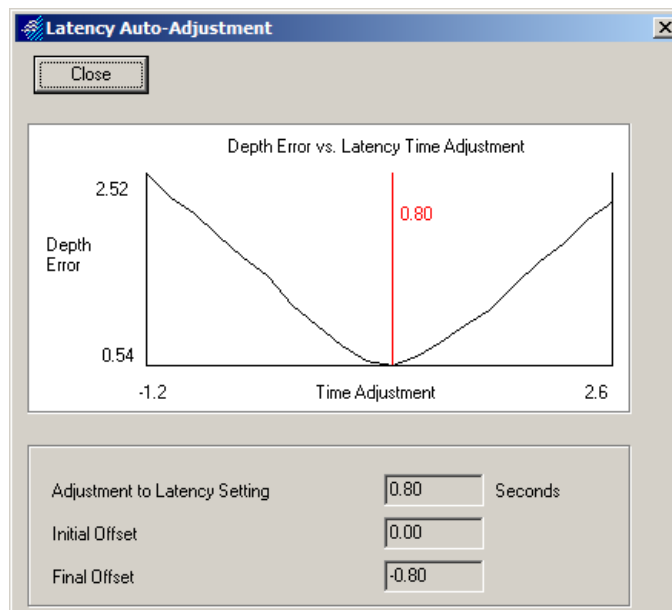 Latency Auto-Adjustment
Close
Depth Error vs. Latency Time Adjustment
2.52
0.80
Depth
Error
0.54
-1.2 Time Adjustment 2.6
Adjustment to Latency Setting 0.80 Seconds
Initial Offset 0.00
Final Offset -0.80